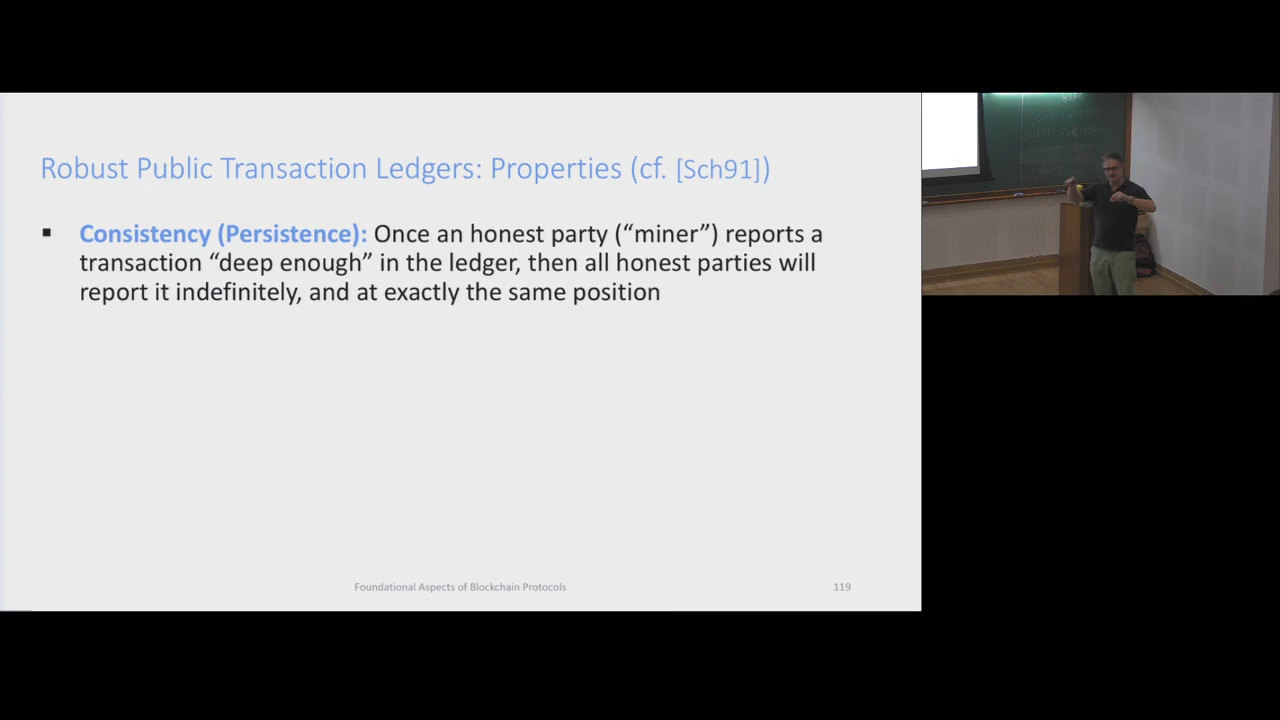 Robust Public Transaction Ledgers: Properties (cf. [Sch91])
▪ Consistency (Persistence): Once an honest party (“miner”) reports a
transaction “deep enough” in the ledger, then all honest parties will
report it indefinitely, and at exactly the same position
Foundational Aspects of Blockchain Protocols
119